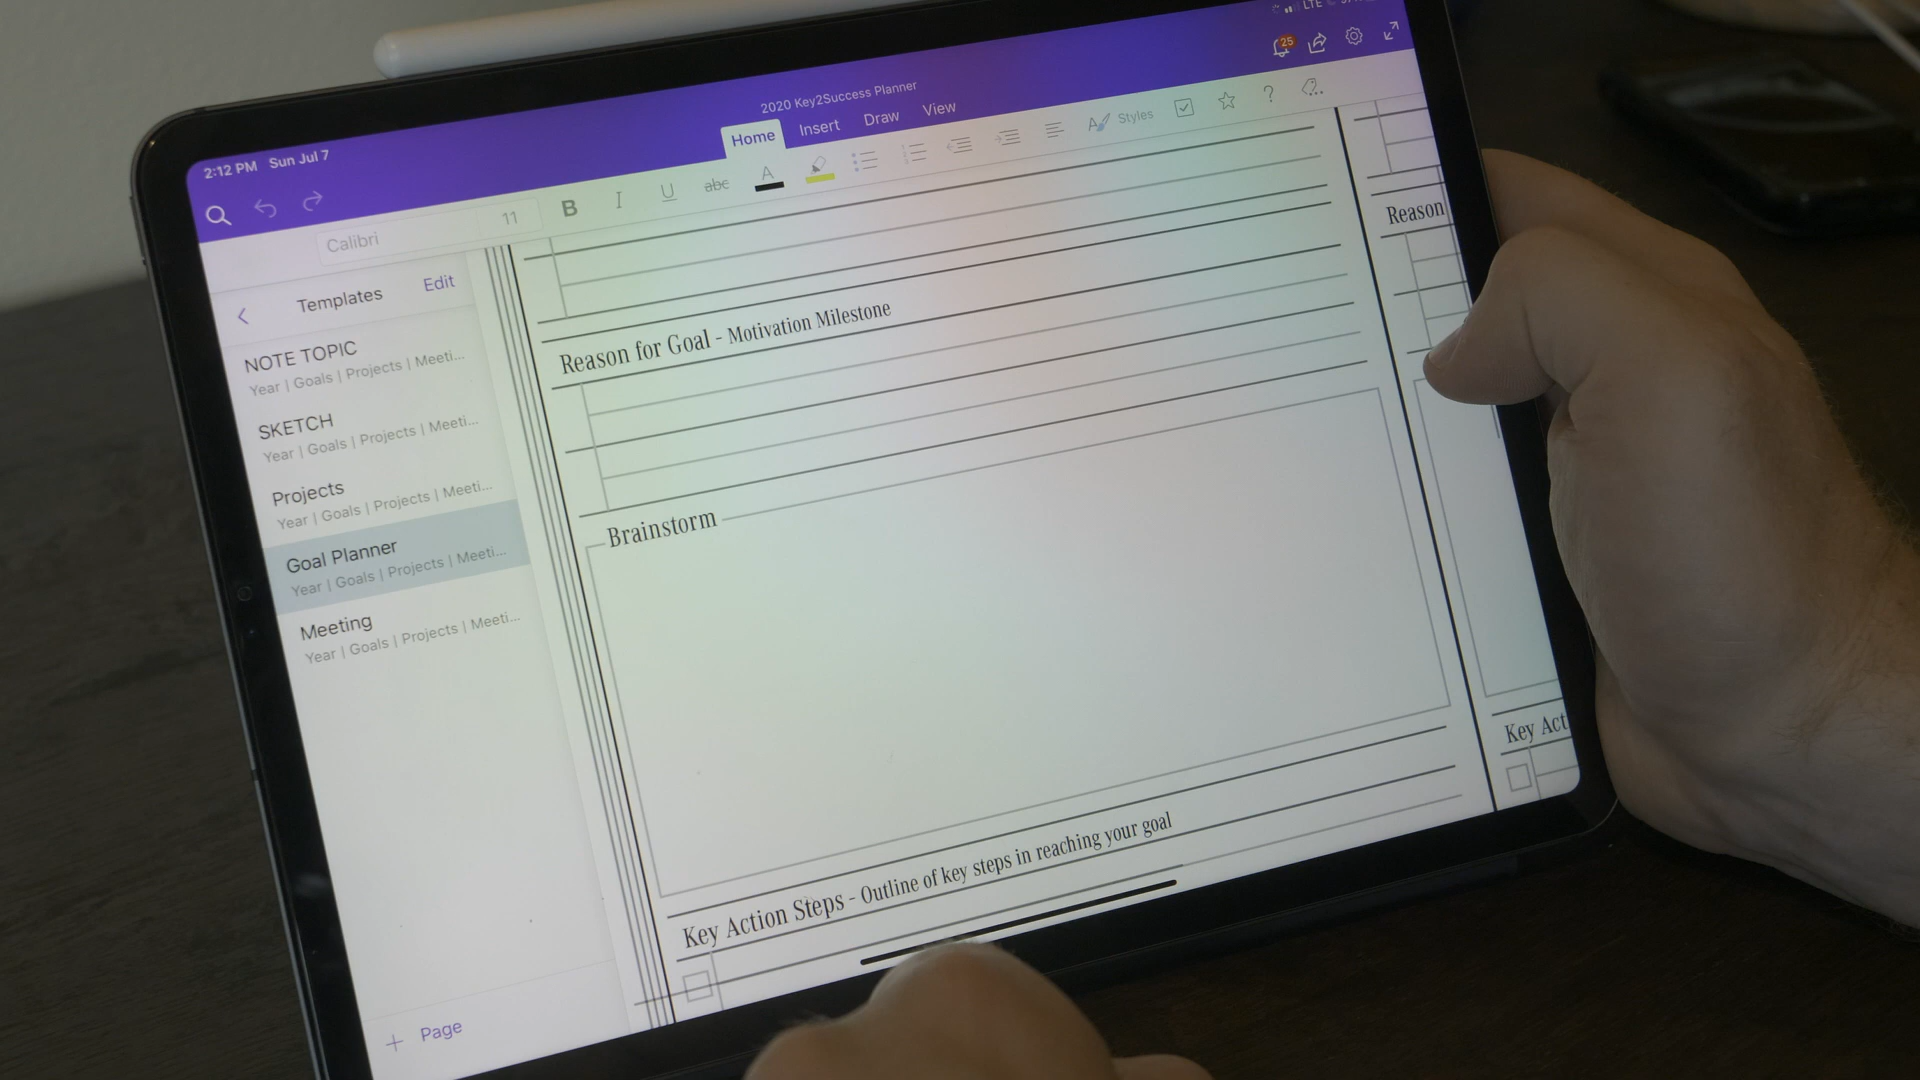 LTE
25
2:12 PM Sun Jul 7
2020 Key2Success Planner
Home Insert Draw View
Calibri 11 B I U abc A A Styles ?
Templates Edit
NOTE TOPIC
Year | Goals | Projects | Meeti...
SKETCH
Year | Goals | Projects | Meeti...
Projects
Year | Goals | Projects | Meeti...
Goal Planner
Year | Goals | Projects | Meeti...
Meeting
Year | Goals | Projects | Meeti...
Page
Reason for Goal - Motivation Milestone
Brainstorm
Key Action Steps - Outline of key steps in reaching your goal
Reason
Key Act